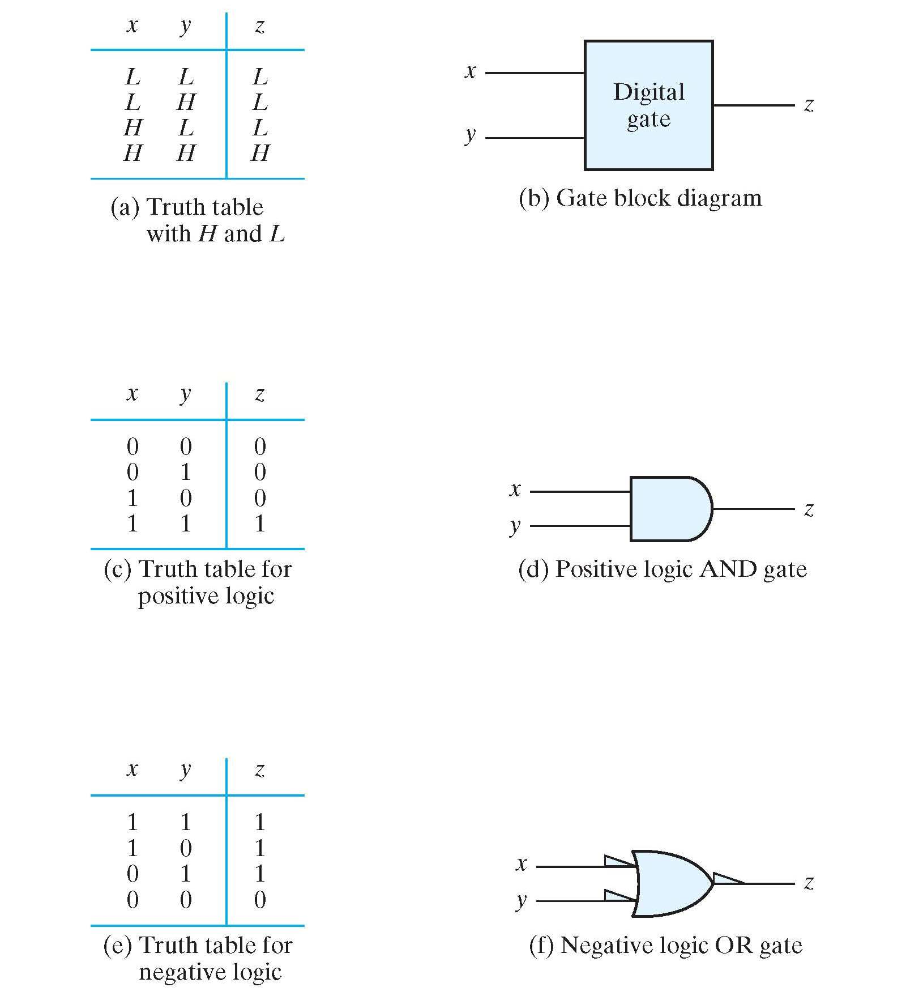 x y z
L L L
L H L
H L L
H H H
(a) Truth table
with H and L
x
y
Digital
gate
z
(b) Gate block diagram
x y z
0 0 0
0 1 0
1 0 0
1 1 1
(c) Truth table for
positive logic
x
y
z
(d) Positive logic AND gate
x y z
1 1 1
1 0 1
0 1 1
0 0 0
(e) Truth table for
negative logic
x
y
z
(f) Negative logic OR gate